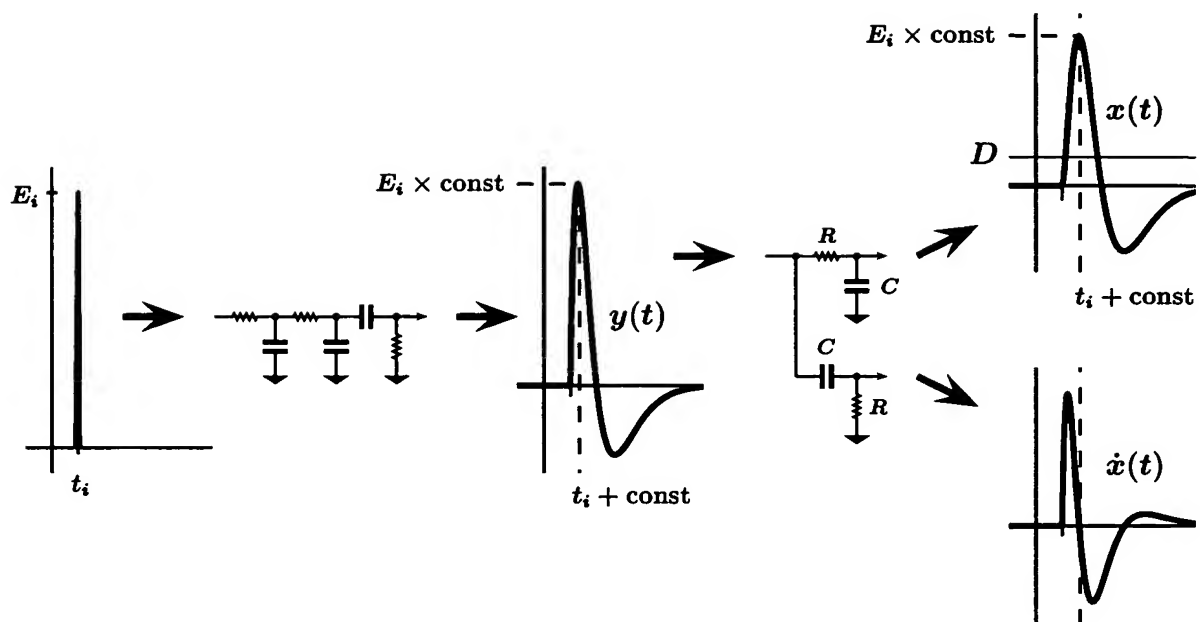 E_i × const
x(t)
D
t_i + const
E_i
t_i
E_i × const
y(t)
t_i + const
R
C
C
R
ẋ(t)